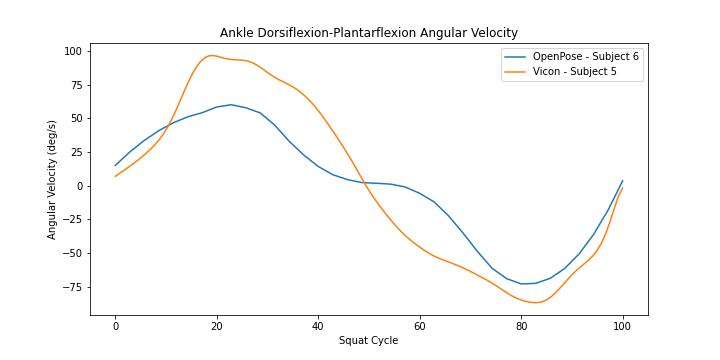 Ankle Dorsiflexion-Plantarflexion Angular Velocity
OpenPose - Subject 6
Vicon - Subject 5
100
75
50
25
0
−25
−50
−75
Angular Velocity (deg/s)
0 20 40 60 80 100
Squat Cycle